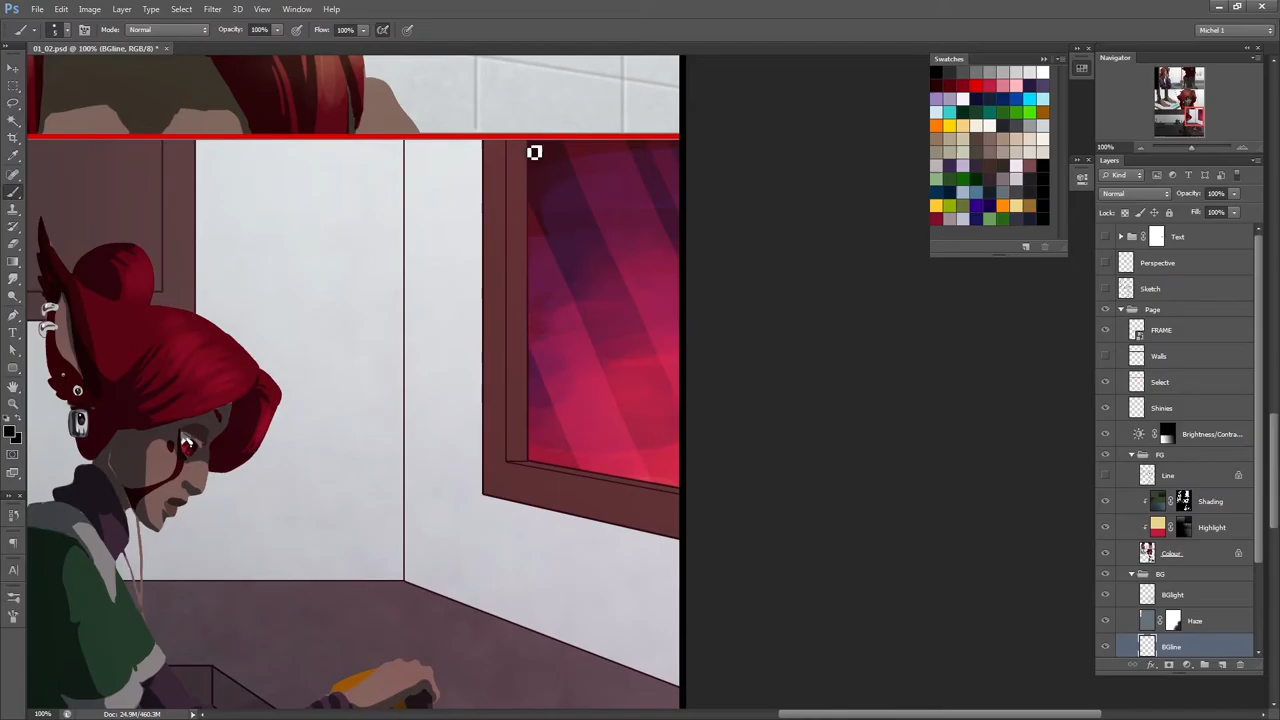 Ps File Edit Image Layer Type Select Filter 3D View Window Help
5 Mode: Normal Opacity: 100% Flow: 100% Michel 1
01_02.psd @ 100% (BGline, RGB/8) * ×
Swatches
Navigator
100%
Layers
Kind
Normal Opacity: 100%
Lock: Fill: 100%
Text
Perspective
Sketch
Page
FRAME
Walls
Select
Shinies
Brightness/Contra...
FG
Line
Shading
Highlight
Colour
BG
BGlight
Haze
BGline
100% Doc: 24.9M/460.3M